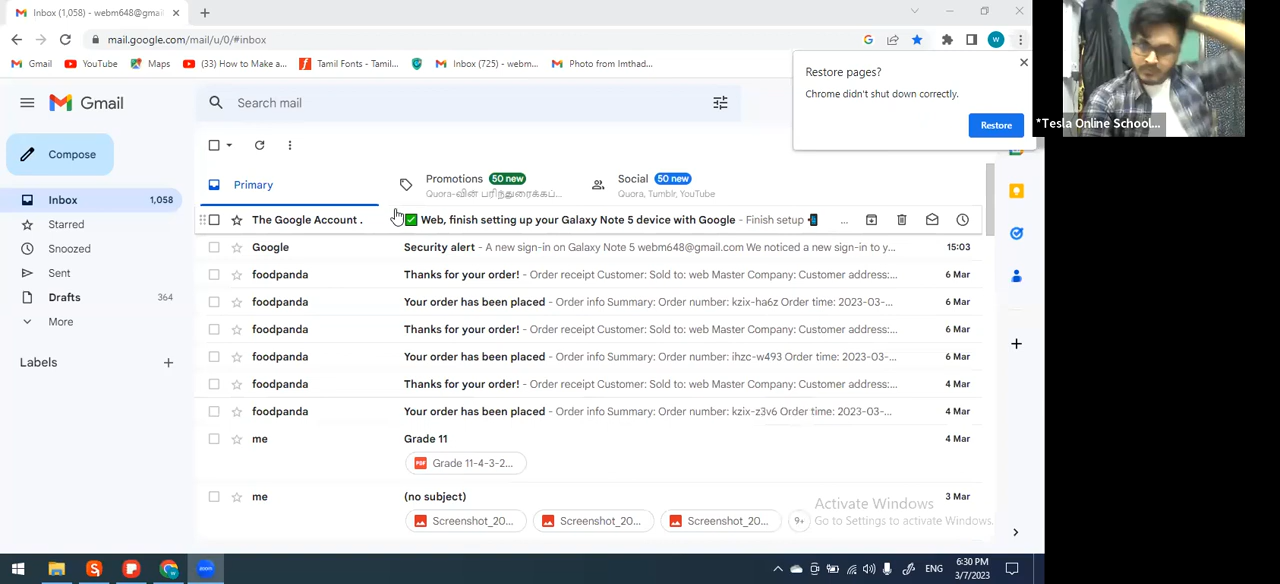 Inbox (1,058) - webm648@gmai
mail.google.com/mail/u/0/#inbox
Gmail YouTube Maps (33) How to Make a... Tamil Fonts - Tamil... Inbox (725) - webm... Photo from Imthad...
Restore pages?
Chrome didn't shut down correctly.
Restore
*Tesla Online School...
Gmail
Search mail
Compose
Inbox 1,058
Starred
Snoozed
Sent
Drafts 364
More
Labels
Primary
Promotions 50 new
Quora-வின் பரிந்துரைக்கப்...
Social 50 new
Quora, Tumblr, YouTube
The Google Account . Web, finish setting up your Galaxy Note 5 device with Google - Finish setup ...
Google Security alert - A new sign-in on Galaxy Note 5 webm648@gmail.com We noticed a new sign-in to y... 15:03
foodpanda Thanks for your order! - Order receipt Customer: Sold to: web Master Company: Customer address:... 6 Mar
foodpanda Your order has been placed - Order info Summary: Order number: kzix-ha6z Order time: 2023-03-... 6 Mar
foodpanda Thanks for your order! - Order receipt Customer: Sold to: web Master Company: Customer address:... 6 Mar
foodpanda Your order has been placed - Order info Summary: Order number: ihzc-w493 Order time: 2023-03-... 6 Mar
foodpanda Thanks for your order! - Order receipt Customer: Sold to: web Master Company: Customer address:... 4 Mar
foodpanda Your order has been placed - Order info Summary: Order number: kzix-z3v6 Order time: 2023-03-... 4 Mar
me Grade 11 4 Mar
PDF Grade 11-4-3-2...
me (no subject) 3 Mar
Screenshot_20... Screenshot_20... Screenshot_20... 9+
Activate Windows
Go to Settings to activate Windows.
ENG
6:30 PM
3/7/2023